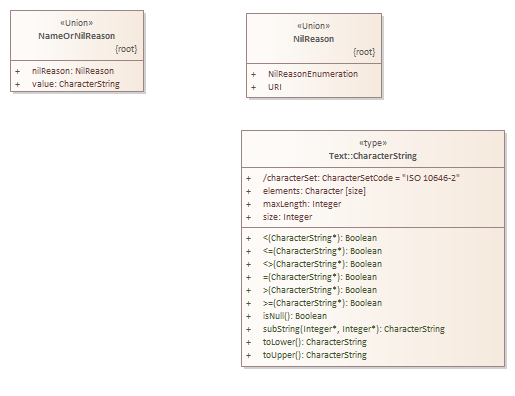 «Union»
NameOrNilReason
{root}
+ nilReason: NilReason
+ value: CharacterString
«Union»
NilReason
{root}
+ NilReasonEnumeration
+ URI
«type»
Text::CharacterString
+ /characterSet: CharacterSetCode = "ISO 10646-2"
+ elements: Character [size]
+ maxLength: Integer
+ size: Integer
+ <(CharacterString*): Boolean
+ <=(CharacterString*): Boolean
+ <>(CharacterString*): Boolean
+ =(CharacterString*): Boolean
+ >(CharacterString*): Boolean
+ >=(CharacterString*): Boolean
+ isNull(): Boolean
+ subString(Integer*, Integer*): CharacterString
+ toLower(): CharacterString
+ toUpper(): CharacterString